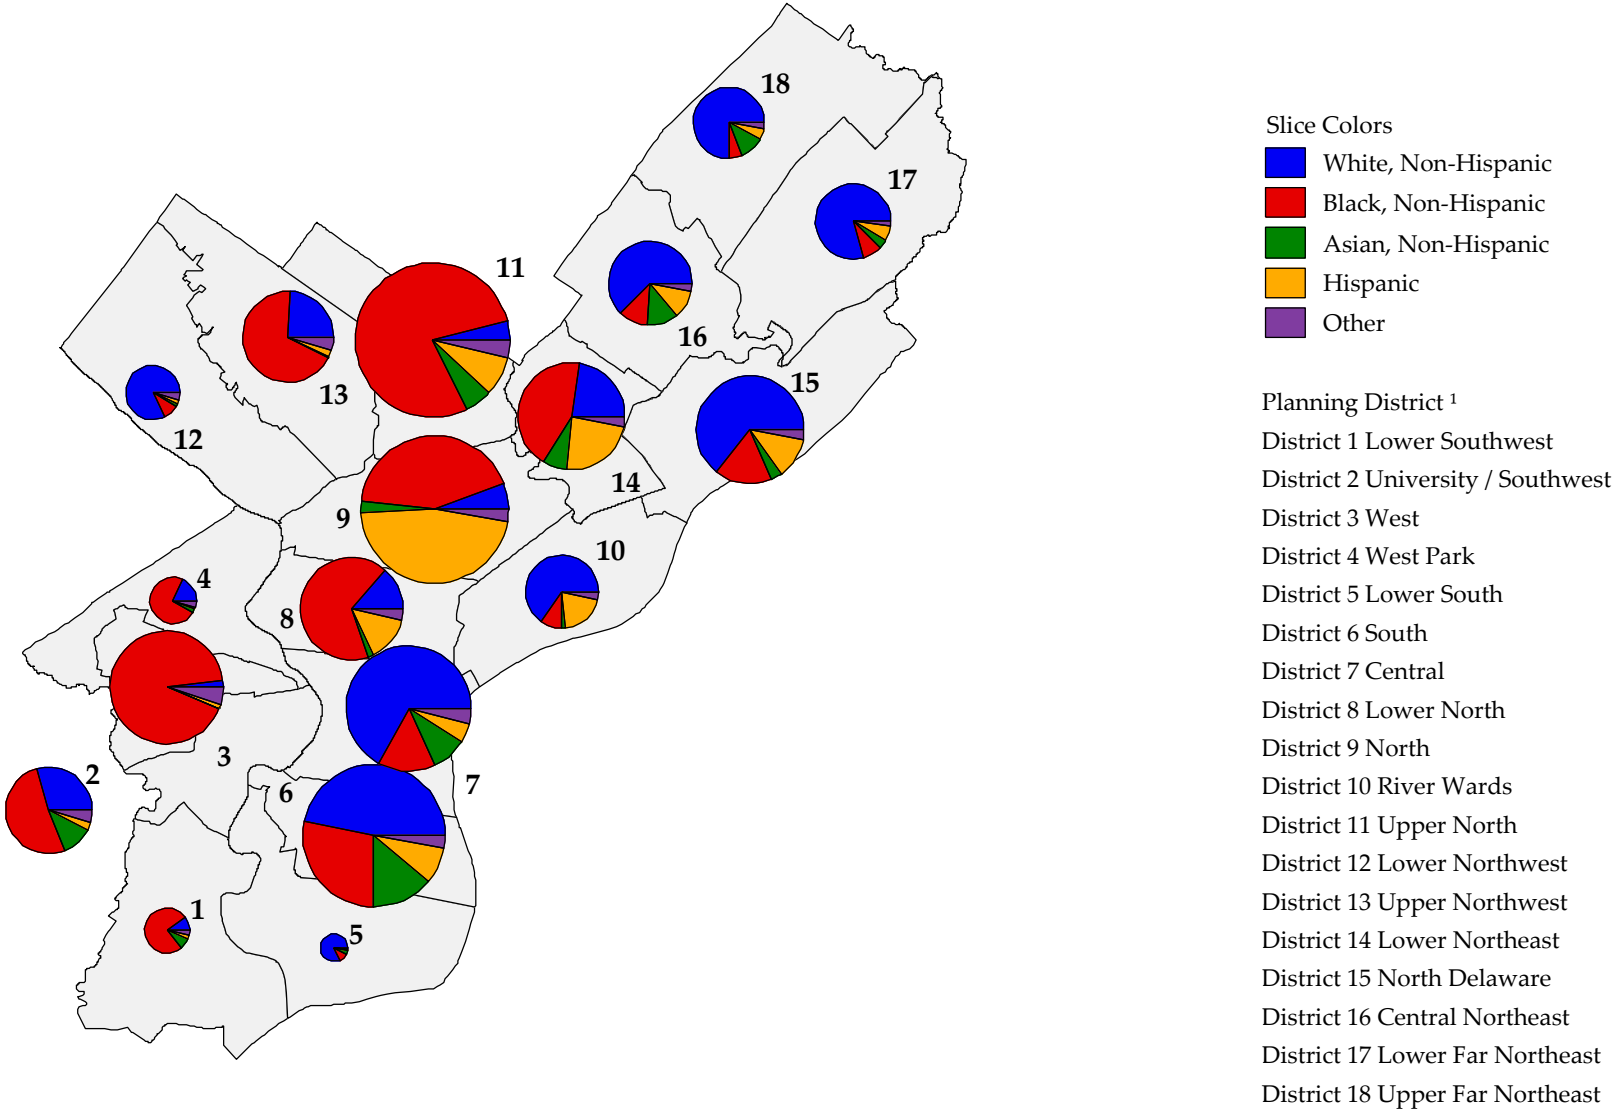 18
17
11
16
13
15
12
14
9
10
4
8
3
2
6
7
1
5
Slice Colors
White, Non-Hispanic
Black, Non-Hispanic
Asian, Non-Hispanic
Hispanic
Other
Planning District ¹
District 1 Lower Southwest
District 2 University / Southwest
District 3 West
District 4 West Park
District 5 Lower South
District 6 South
District 7 Central
District 8 Lower North
District 9 North
District 10 River Wards
District 11 Upper North
District 12 Lower Northwest
District 13 Upper Northwest
District 14 Lower Northeast
District 15 North Delaware
District 16 Central Northeast
District 17 Lower Far Northeast
District 18 Upper Far Northeast